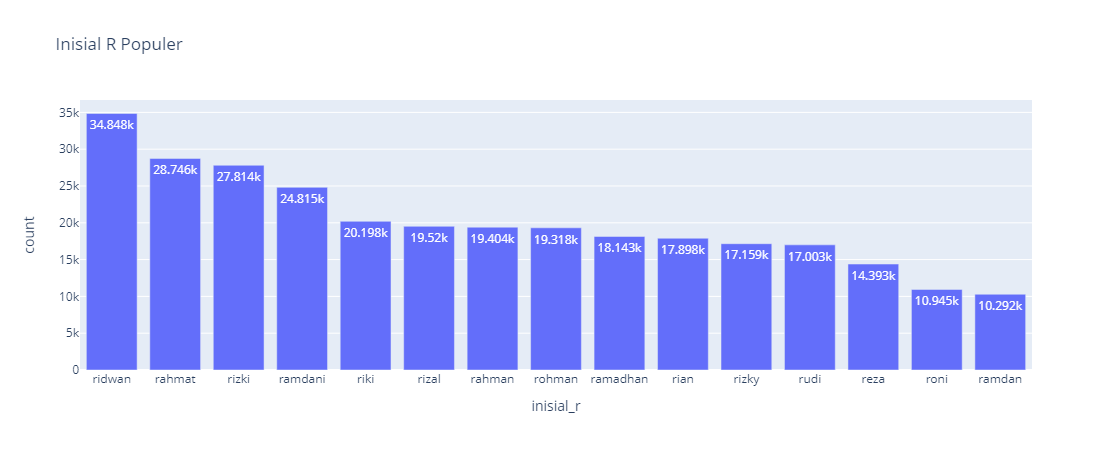 Inisial R Populer
35k
30k
25k
20k
15k
10k
5k
0
count
34.848k
28.746k
27.814k
24.815k
20.198k
19.52k
19.404k
19.318k
18.143k
17.898k
17.159k
17.003k
14.393k
10.945k
10.292k
ridwan rahmat rizki ramdani riki rizal rahman rohman ramadhan rian rizky rudi reza roni ramdan
inisial_r